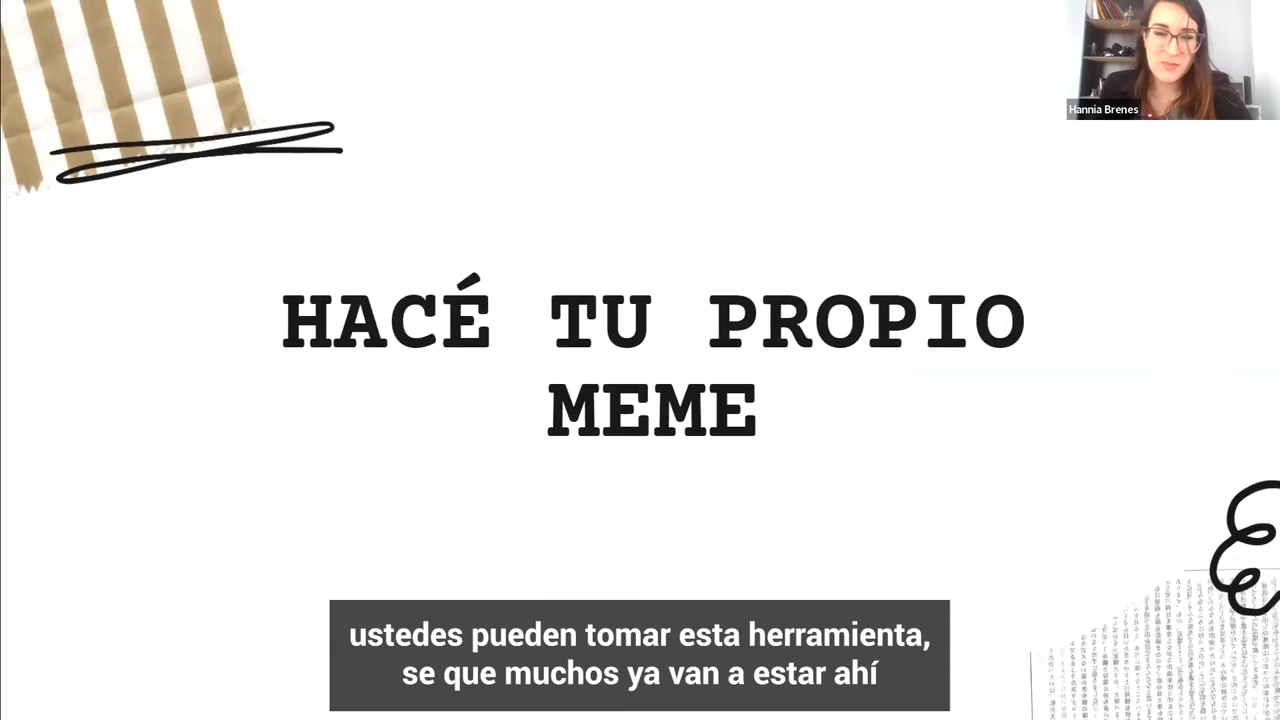 Hannia Brenes
HACÉ TU PROPIO
MEME
ustedes pueden tomar esta herramienta,
se que muchos ya van a estar ahí